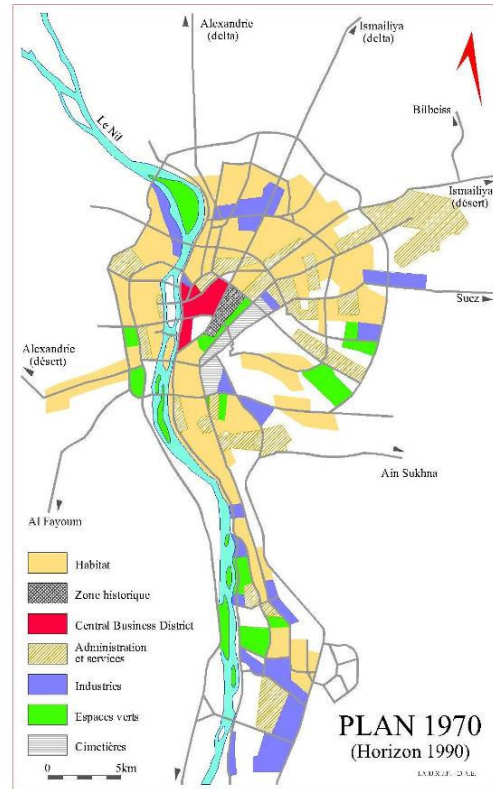 Alexandrie
(delta)
Ismailiya
(delta)
Le Nil
Bilbeiss
Ismailiya
(désert)
Suez
Alexandrie
(désert)
Ain Sukhna
Al Fayoum
Habitat
Zone historique
Central Business District
Administration
et services
Industries
Espaces verts
Cimetières
0 5km
PLAN 1970
(Horizon 1990)